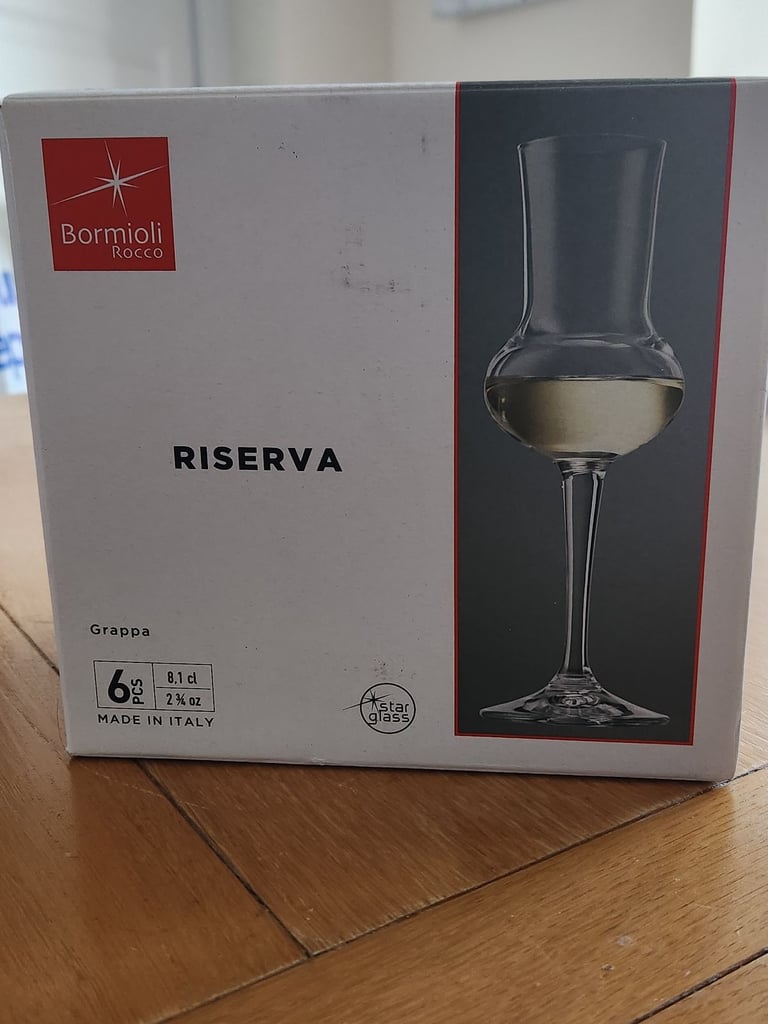 Bormioli
Rocco
RISERVA
Grappa
6 PCS
8,1 cl
2 ¾ oz
MADE IN ITALY
star
glass